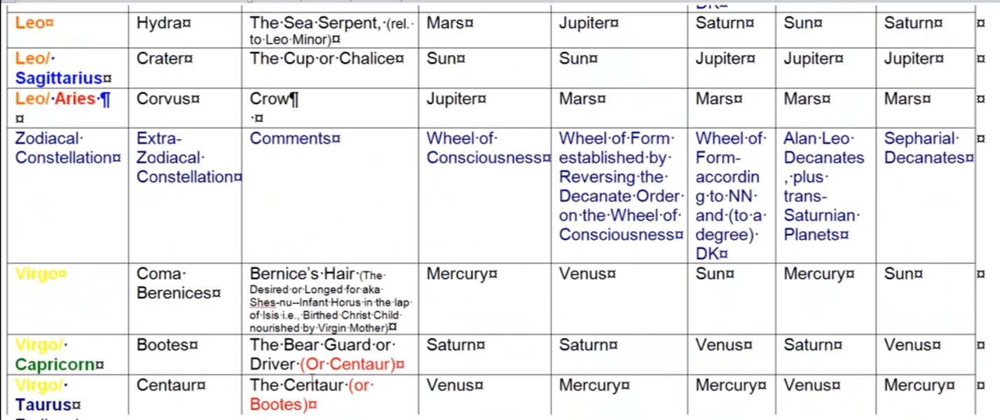 DK¤
Leo¤ Hydra¤ The·Sea·Serpent,·(rel.· Mars¤ Jupiter¤ Saturn¤ Sun¤ Saturn¤ ¤
to·Leo·Minor)¤
Leo/· Crater¤ The·Cup·or·Chalice¤ Sun¤ Sun¤ Jupiter¤ Jupiter¤ Jupiter¤ ¤
Sagittarius¤
Leo/·Aries·¶ Corvus¤ Crow¶ Jupiter¤ Mars¤ Mars¤ Mars¤ Mars¤ ¤
¤ ·¤
Zodiacal· Extra- Comments¤ Wheel·of· Wheel·of·Form· Wheel·of· Alan·Leo· Sepharial· ¤
Constellation¤ Zodiacal· Consciousness¤ established·by· Form- Decanates Decanates¤
Constellation¤ Reversing·the· accordin ,·plus·
Decanate·Order· g·to·NN· trans-
on·the·Wheel·of· and·(to·a· Saturnian·
Consciousness¤ degree)· Planets¤
DK¤
Virgo¤ Coma· Bernice’s·Hair·(The· Mercury¤ Venus¤ Sun¤ Mercury¤ Sun¤ ¤
Berenices¤ Desired·or·Longed·for·aka·
Shes-nu--Infant·Horus·in·the·lap·
of·Isis·i.e.,·Birthed·Christ·Child·
nourished·by·Virgin·Mother)¤
Virgo/· Bootes¤ The·Bear·Guard·or· Saturn¤ Saturn¤ Venus¤ Saturn¤ Venus¤ ¤
Capricorn¤ Driver·(Or·Centaur)¤
Virgo/· Centaur¤ The·Centaur·(or· Venus¤ Mercury¤ Mercury¤ Venus¤ Mercury¤ ¤
Taurus¤ Bootes)¤